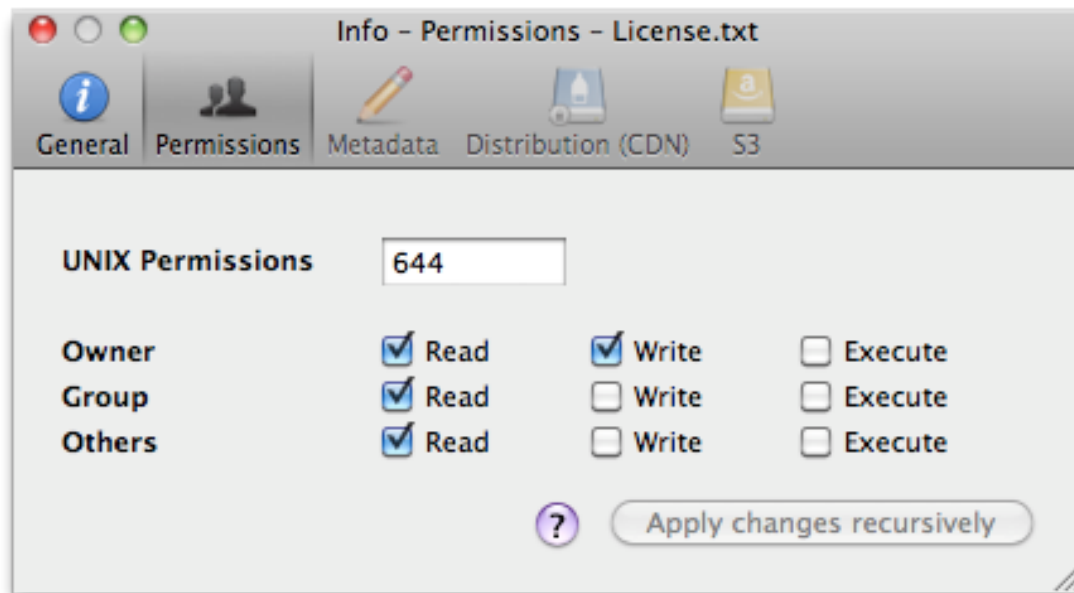 Info – Permissions – License.txt
General Permissions Metadata Distribution (CDN) S3
UNIX Permissions 644
Owner Read Write Execute
Group Read Write Execute
Others Read Write Execute
? Apply changes recursively